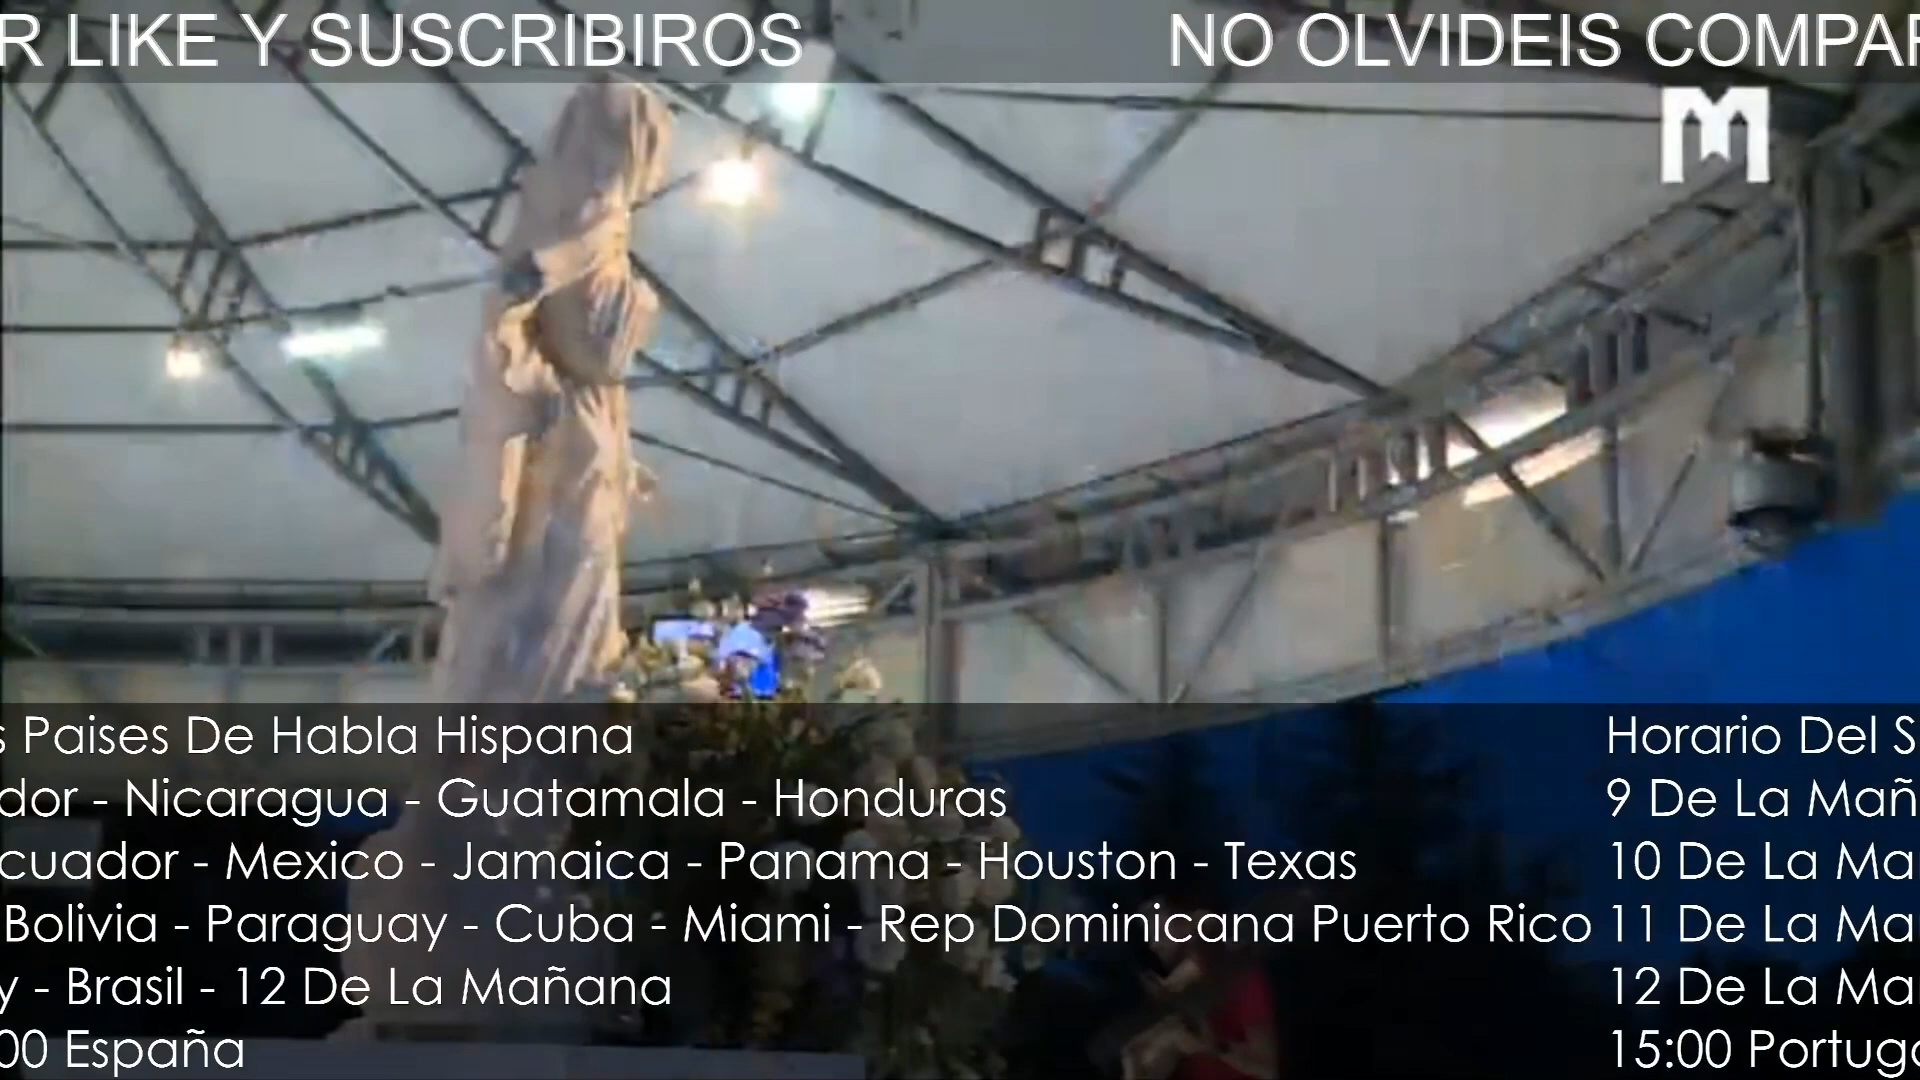 R LIKE Y SUSCRIBIROS NO OLVIDEIS COMPAR
s Paises De Habla Hispana Horario Del S
dor - Nicaragua - Guatamala - Honduras 9 De La Mañ
cuador - Mexico - Jamaica - Panama - Houston - Texas 10 De La Ma
Bolivia - Paraguay - Cuba - Miami - Rep Dominicana Puerto Rico 11 De La Ma
y - Brasil - 12 De La Mañana 12 De La Ma
00 España 15:00 Portuga